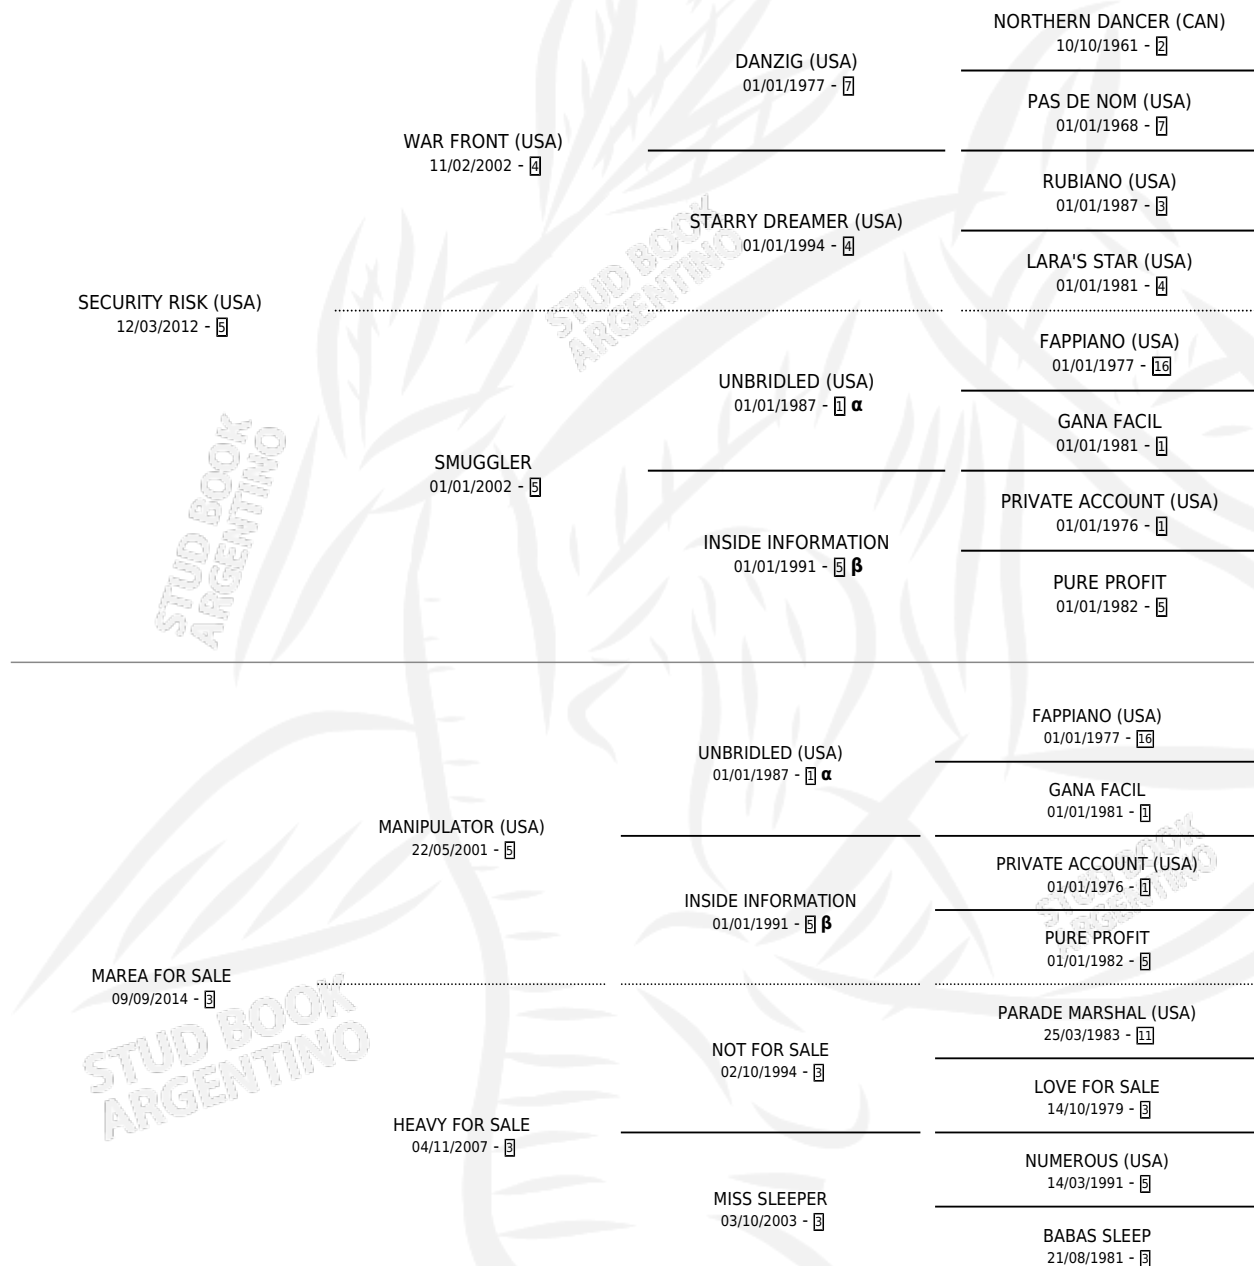 NORTHERN DANCER (CAN)
10/10/1961 - 2
DANZIG (USA)
01/01/1977 - 7
PAS DE NOM (USA)
01/01/1968 - 7
WAR FRONT (USA)
11/02/2002 - 4
RUBIANO (USA)
01/01/1987 - 3
STARRY DREAMER (USA)
01/01/1994 - 4
LARA'S STAR (USA)
01/01/1981 - 4
SECURITY RISK (USA)
12/03/2012 - 5
FAPPIANO (USA)
01/01/1977 - 16
UNBRIDLED (USA)
01/01/1987 - 1 α
GANA FACIL
01/01/1981 - 1
SMUGGLER
01/01/2002 - 5
PRIVATE ACCOUNT (USA)
01/01/1976 - 1
INSIDE INFORMATION
01/01/1991 - 5 β
PURE PROFIT
01/01/1982 - 5
FAPPIANO (USA)
01/01/1977 - 16
UNBRIDLED (USA)
01/01/1987 - 1 α
GANA FACIL
01/01/1981 - 1
MANIPULATOR (USA)
22/05/2001 - 5
PRIVATE ACCOUNT (USA)
01/01/1976 - 1
INSIDE INFORMATION
01/01/1991 - 5 β
PURE PROFIT
01/01/1982 - 5
MAREA FOR SALE
09/09/2014 - 3
PARADE MARSHAL (USA)
25/03/1983 - 11
NOT FOR SALE
02/10/1994 - 3
LOVE FOR SALE
14/10/1979 - 3
HEAVY FOR SALE
04/11/2007 - 3
NUMEROUS (USA)
14/03/1991 - 5
MISS SLEEPER
03/10/2003 - 3
BABAS SLEEP
21/08/1981 - 3
STUD BOOK
ARGENTINO
STUD BOOK
ARGENTINO
STUD BOOK
ARGENTINO
STUD BOOK
ARGENTINO